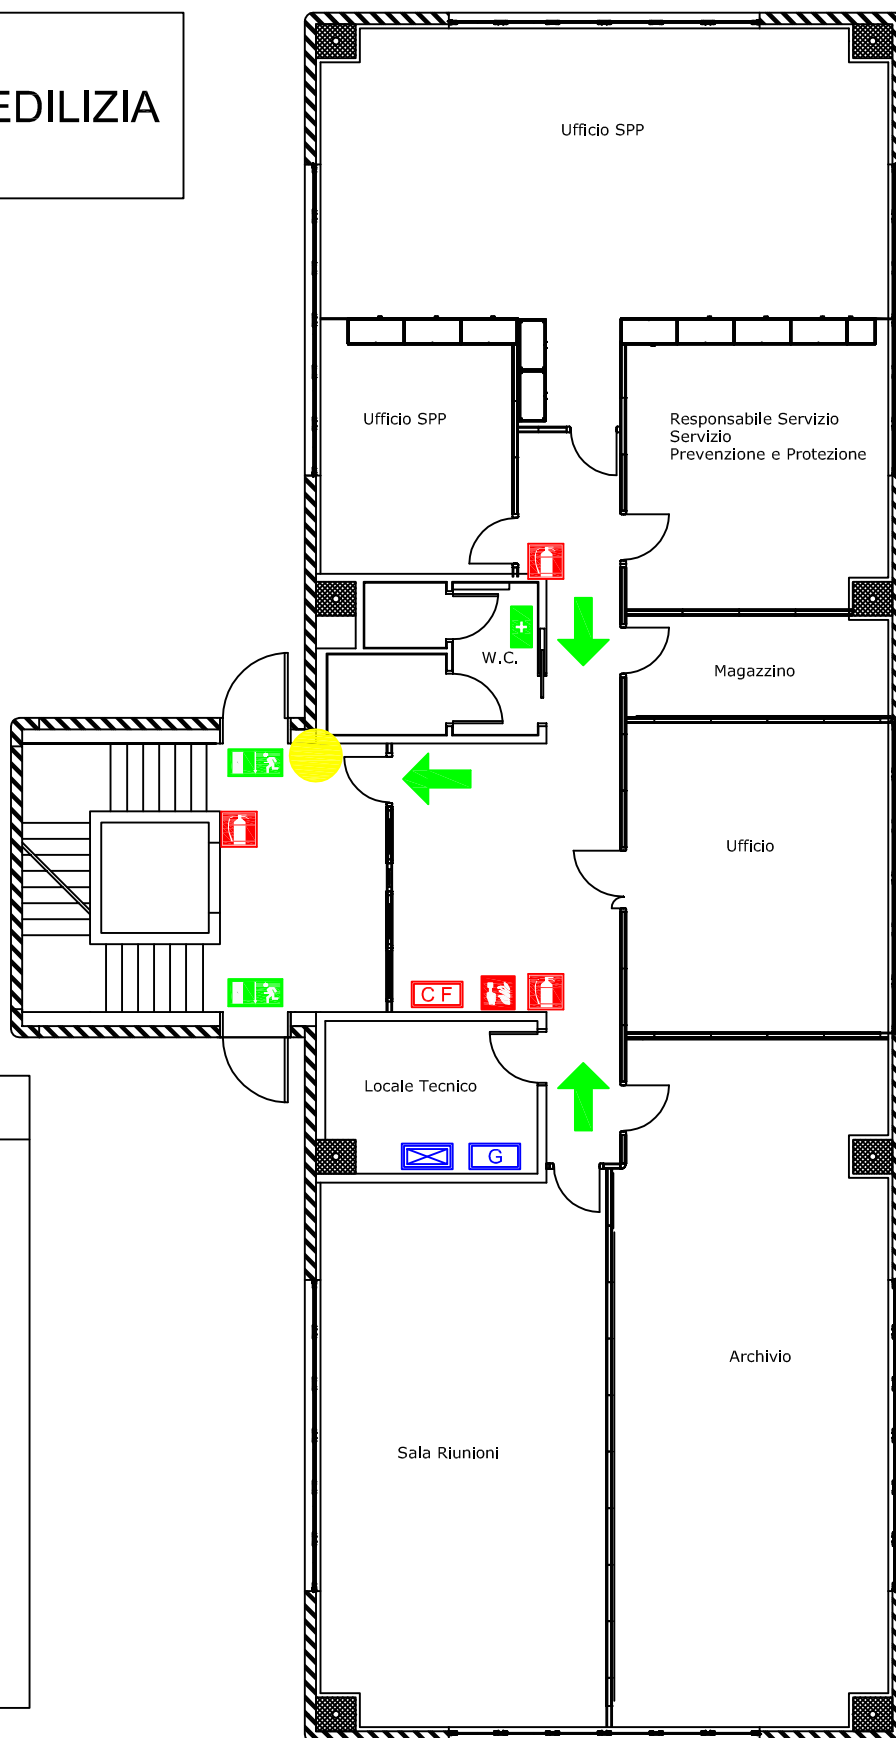 EDILIZIA
Ufficio SPP
Ufficio SPP
Responsabile Servizio
Servizio
Prevenzione e Protezione
W.C.
Magazzino
Ufficio
CF
Locale Tecnico
G
Archivio
Sala Riunioni